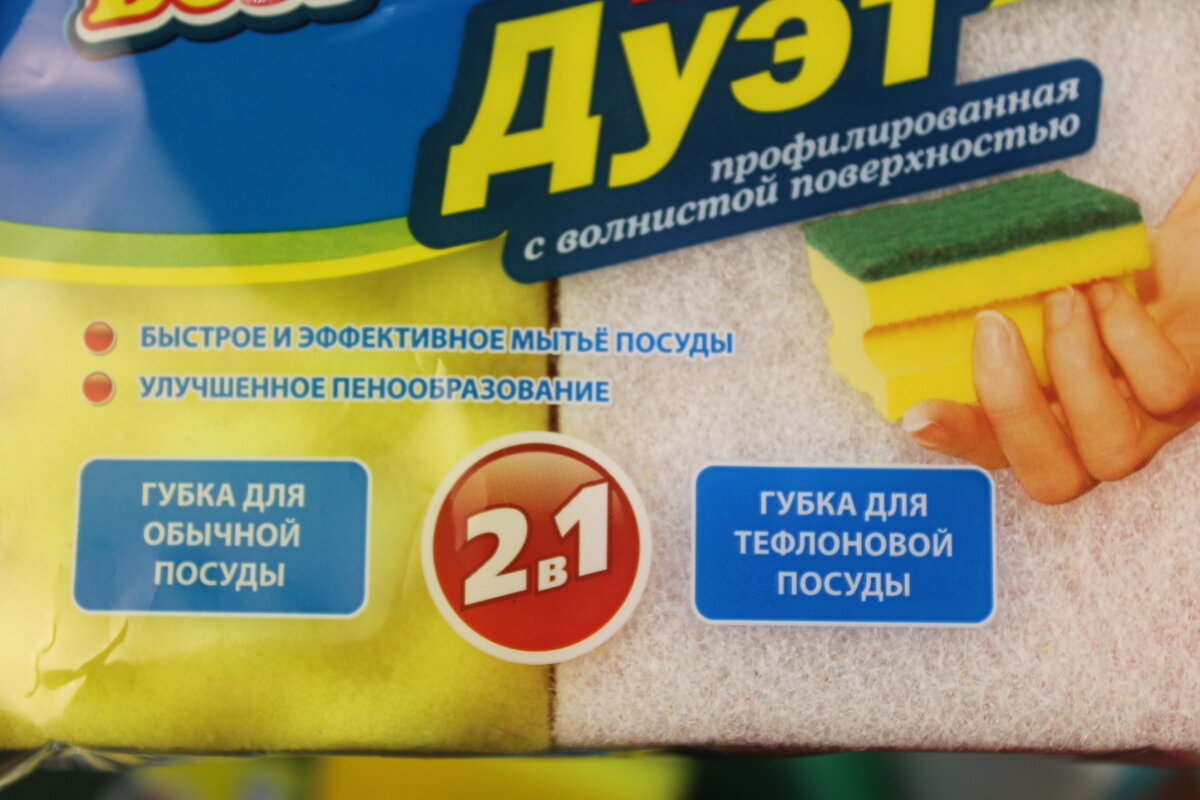 Дуэт
профилированная
с волнистой поверхностью
БЫСТРОЕ И ЭФФЕКТИВНОЕ МЫТЬЁ ПОСУДЫ
УЛУЧШЕННОЕ ПЕНООБРАЗОВАНИЕ
ГУБКА ДЛЯ
ОБЫЧНОЙ
ПОСУДЫ
2в1
ГУБКА ДЛЯ
ТЕФЛОНОВОЙ
ПОСУДЫ